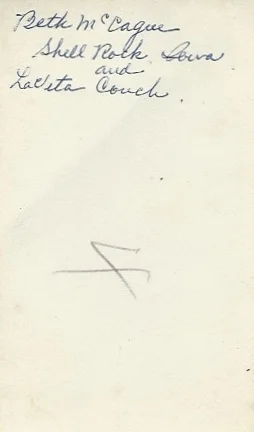 Beth McCague
Shell Rock Iowa
and
LaVeta Couch.